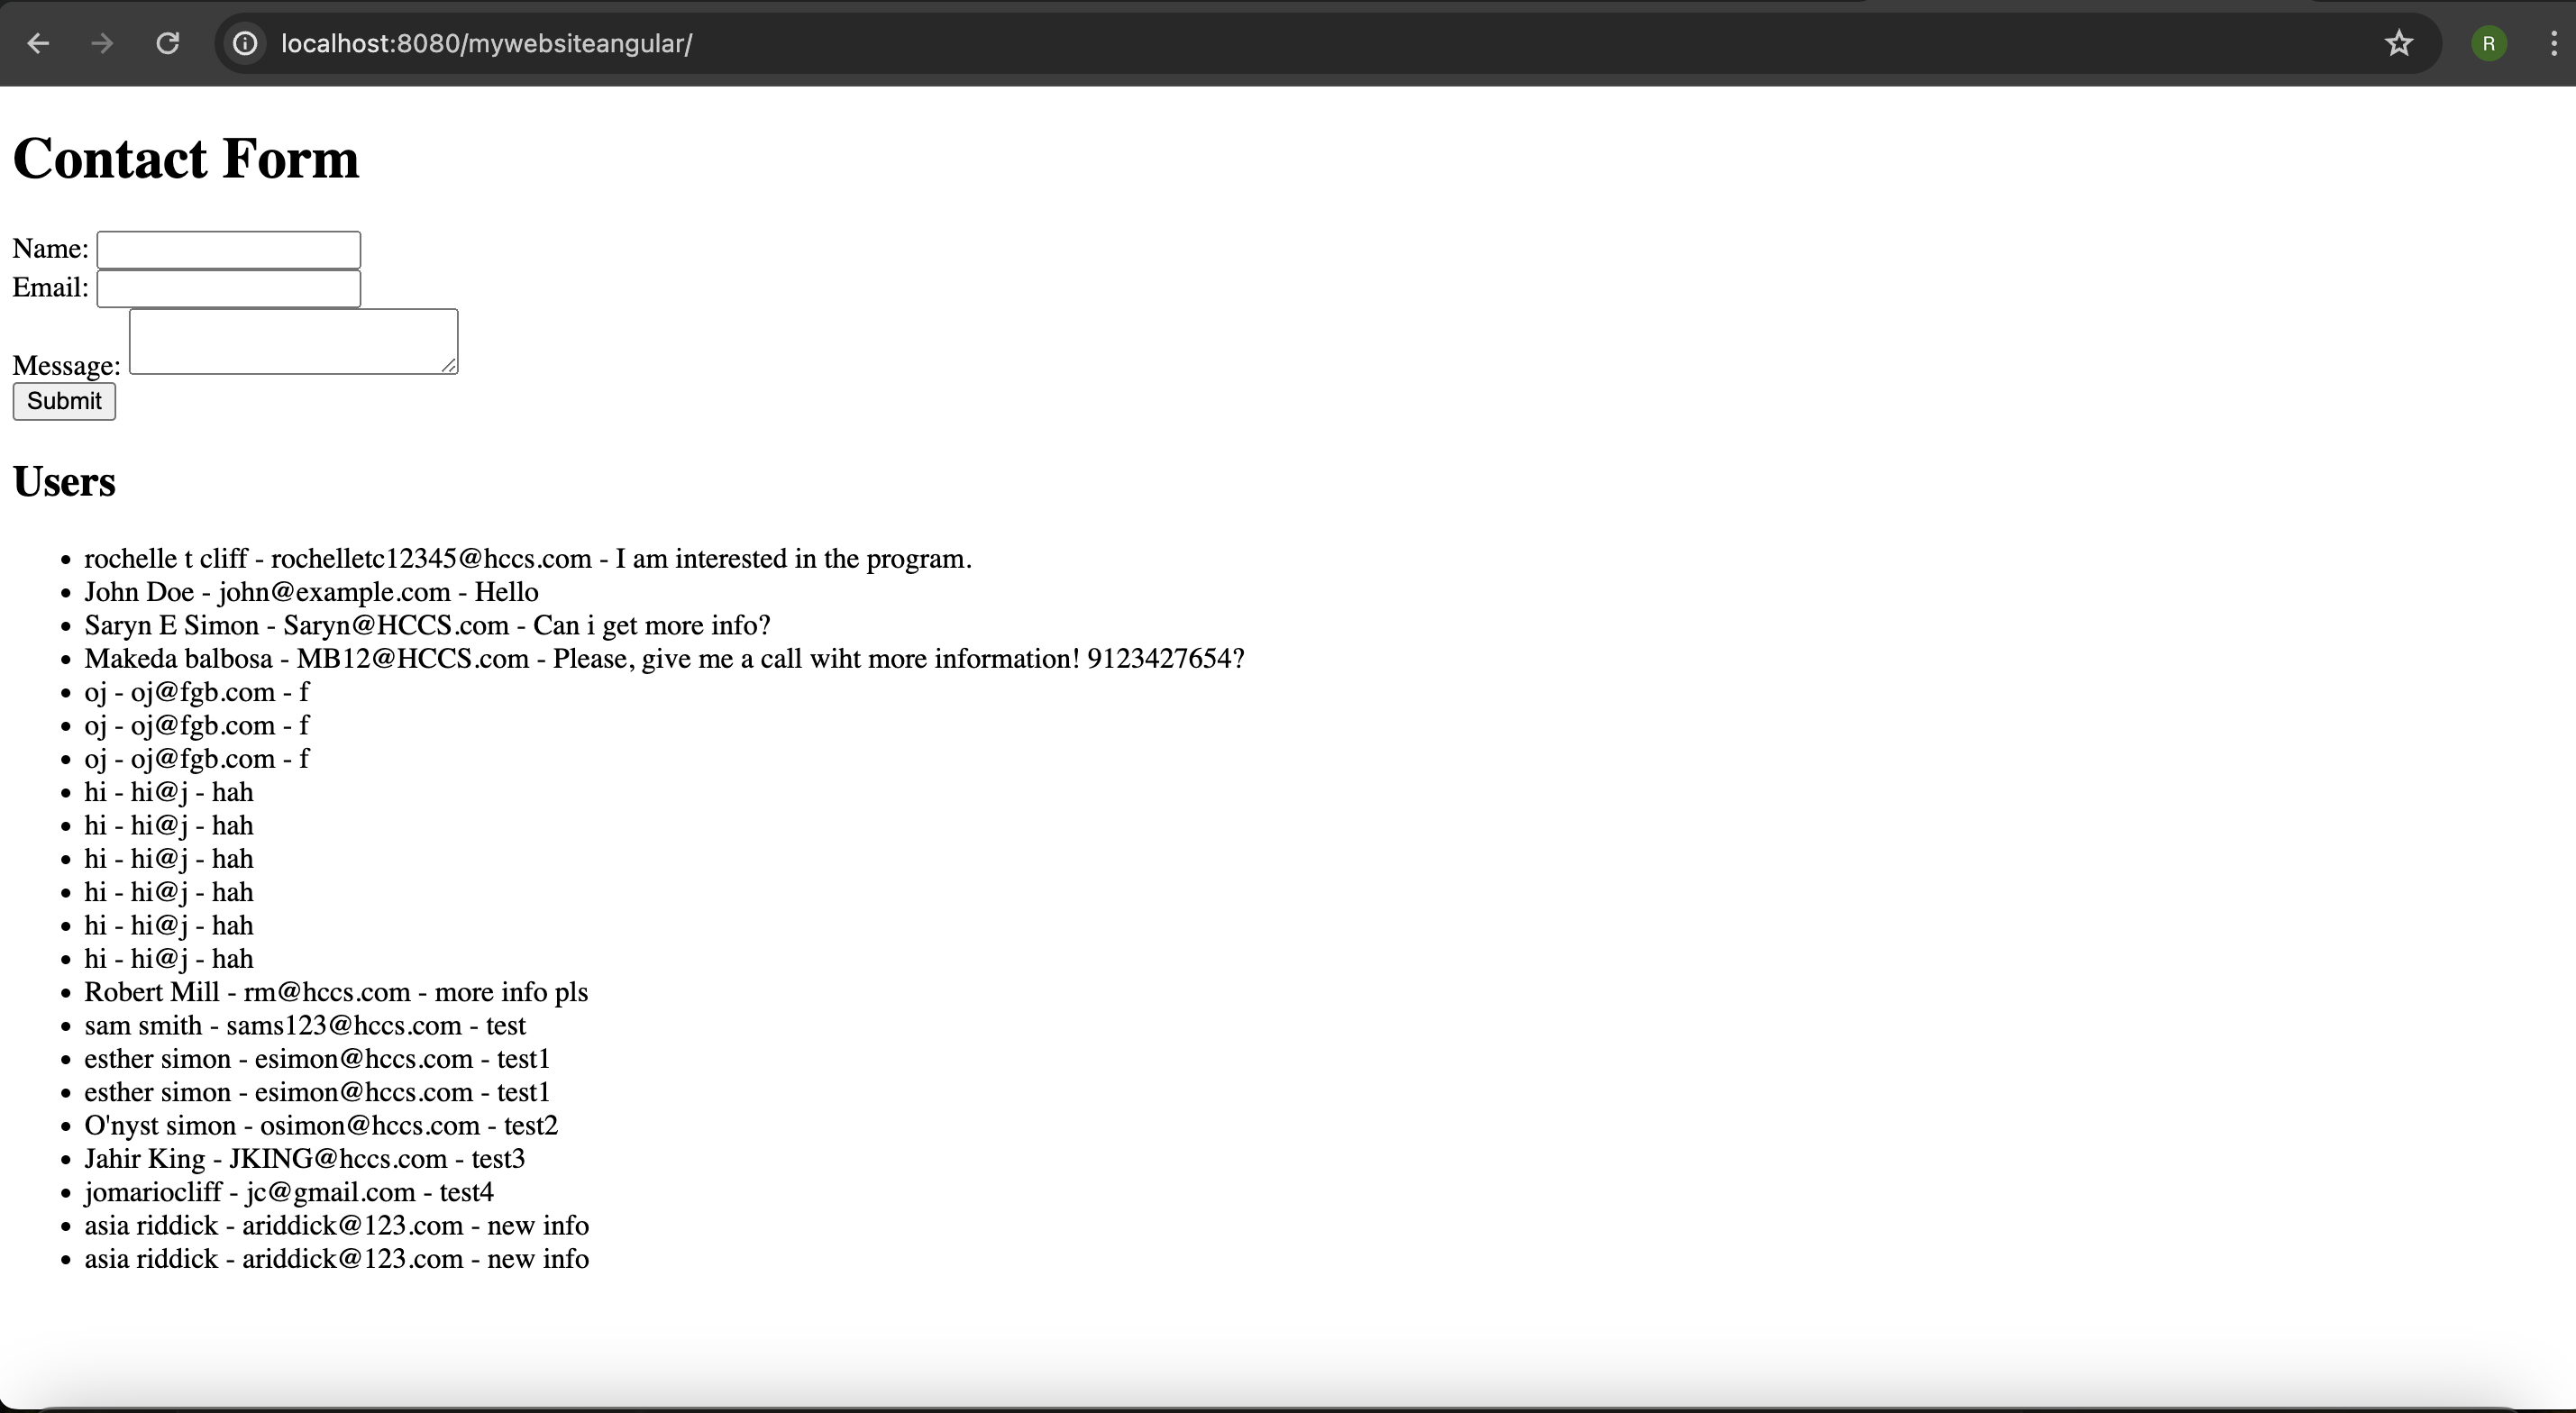 localhost:8080/mywebsiteangular/
R
Contact Form
Name:
Email:
Message:
Submit
Users
• rochelle t cliff - rochelletc12345@hccs.com - I am interested in the program.
• John Doe - john@example.com - Hello
• Saryn E Simon - Saryn@HCCS.com - Can i get more info?
• Makeda balbosa - MB12@HCCS.com - Please, give me a call wiht more information! 9123427654?
• oj - oj@fgb.com - f
• oj - oj@fgb.com - f
• oj - oj@fgb.com - f
• hi - hi@j - hah
• hi - hi@j - hah
• hi - hi@j - hah
• hi - hi@j - hah
• hi - hi@j - hah
• hi - hi@j - hah
• Robert Mill - rm@hccs.com - more info pls
• sam smith - sams123@hccs.com - test
• esther simon - esimon@hccs.com - test1
• esther simon - esimon@hccs.com - test1
• O'nyst simon - osimon@hccs.com - test2
• Jahir King - JKING@hccs.com - test3
• jomariocliff - jc@gmail.com - test4
• asia riddick - ariddick@123.com - new info
• asia riddick - ariddick@123.com - new info